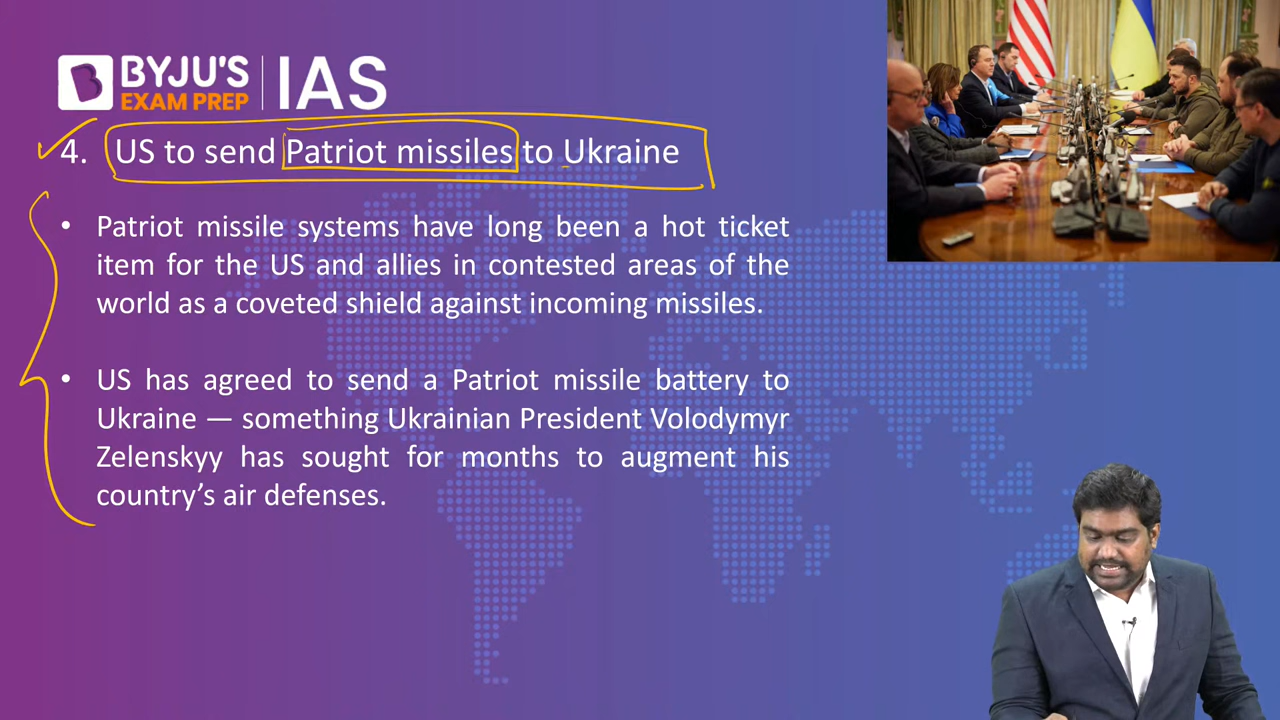 BYJU'S
EXAM PREP
IAS
4. US to send Patriot missiles to Ukraine
• Patriot missile systems have long been a hot ticket
item for the US and allies in contested areas of the
world as a coveted shield against incoming missiles.
• US has agreed to send a Patriot missile battery to
Ukraine — something Ukrainian President Volodymyr
Zelenskyy has sought for months to augment his
country's air defenses.